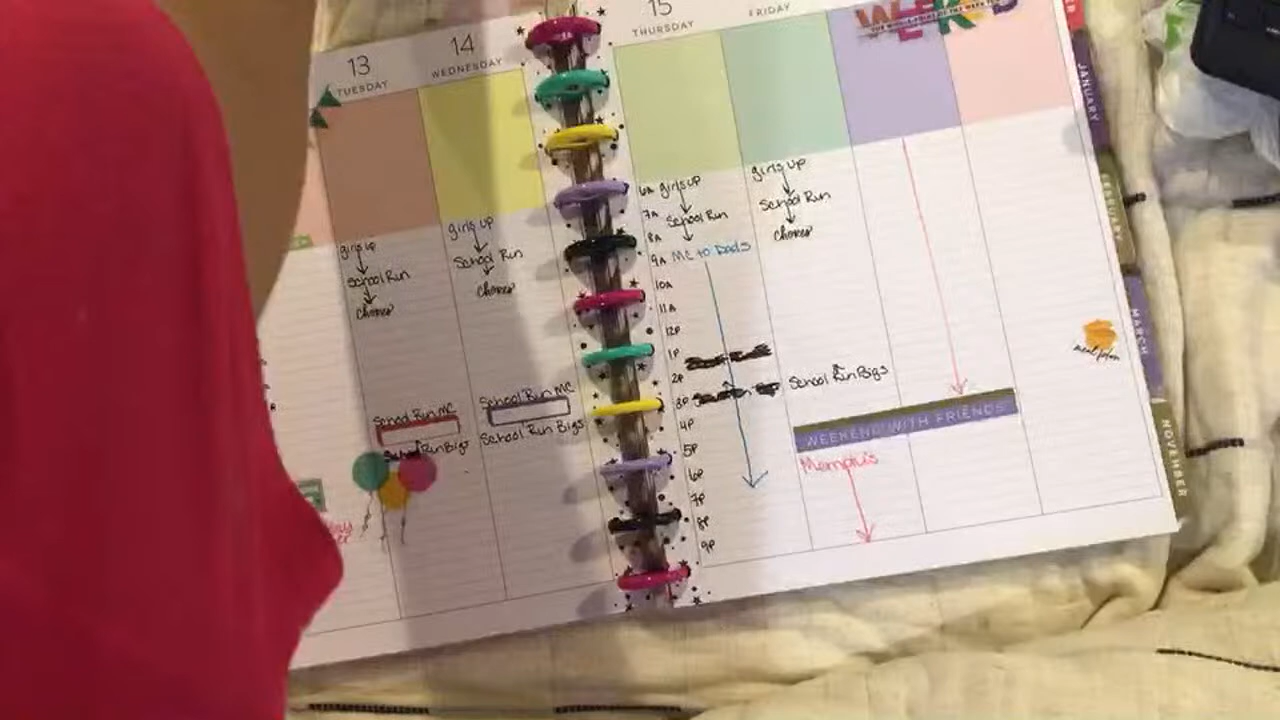 13
TUESDAY
girls up
School Run
chores
School Run MC
School Run Bigs
14
WEDNESDAY
girls up
School Run
chores
School Run MC
School Run Bigs
15
THURSDAY
6A girls up
7A School Run
8A
9A MC to Dads
10A
11A
12P
1P
2P
3P
4P
5P
6P
7P
8P
9P
FRIDAY
girls up
School Run
chores
School Run Bigs
WEEKEND WITH FRIENDS
Memphis
meal plan
JANUARY
FEBRUARY
MARCH
NOVEMBER